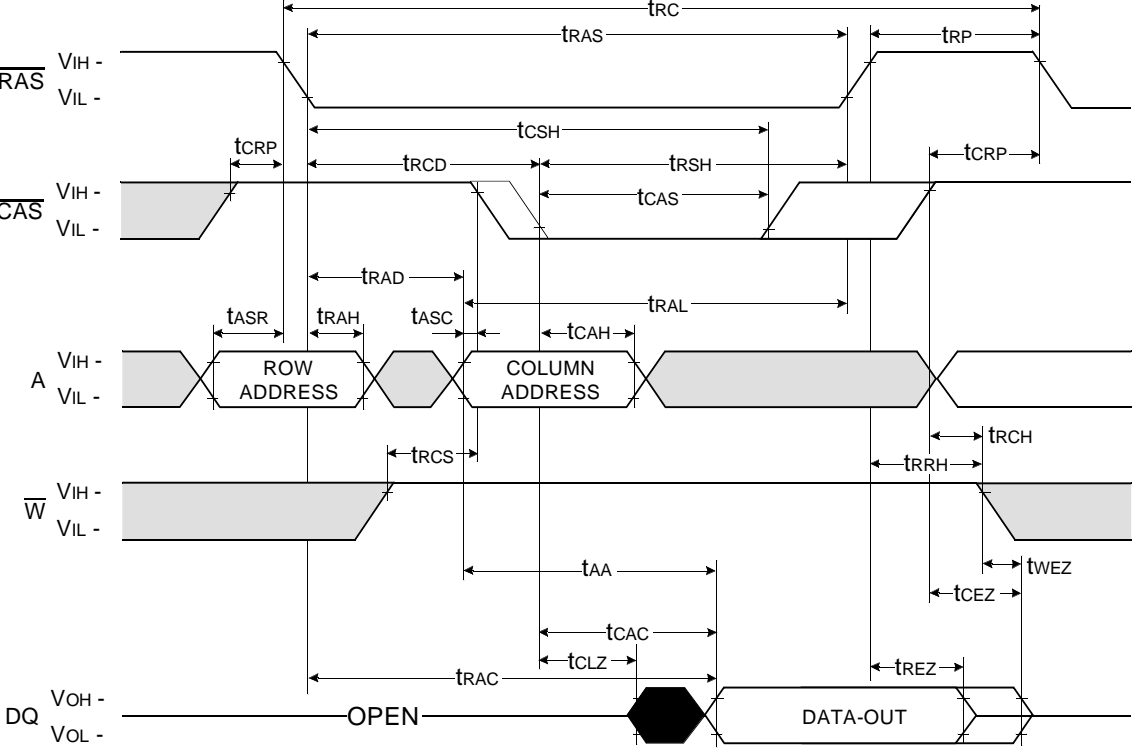 tRC
tRAS
tRP
RAS
VIH -
VIL -
tCSH
tCRP
tRCD
tRSH
tCRP
CAS
VIH -
VIL -
tCAS
tRAD
tRAL
tASR
tRAH
tASC
tCAH
A
VIH -
VIL -
ROW
ADDRESS
COLUMN
ADDRESS
tRCH
tRCS
tRRH
W
VIH -
VIL -
tAA
tWEZ
tCEZ
tCAC
tCLZ
tREZ
tRAC
DQ
VOH -
VOL -
OPEN
DATA-OUT